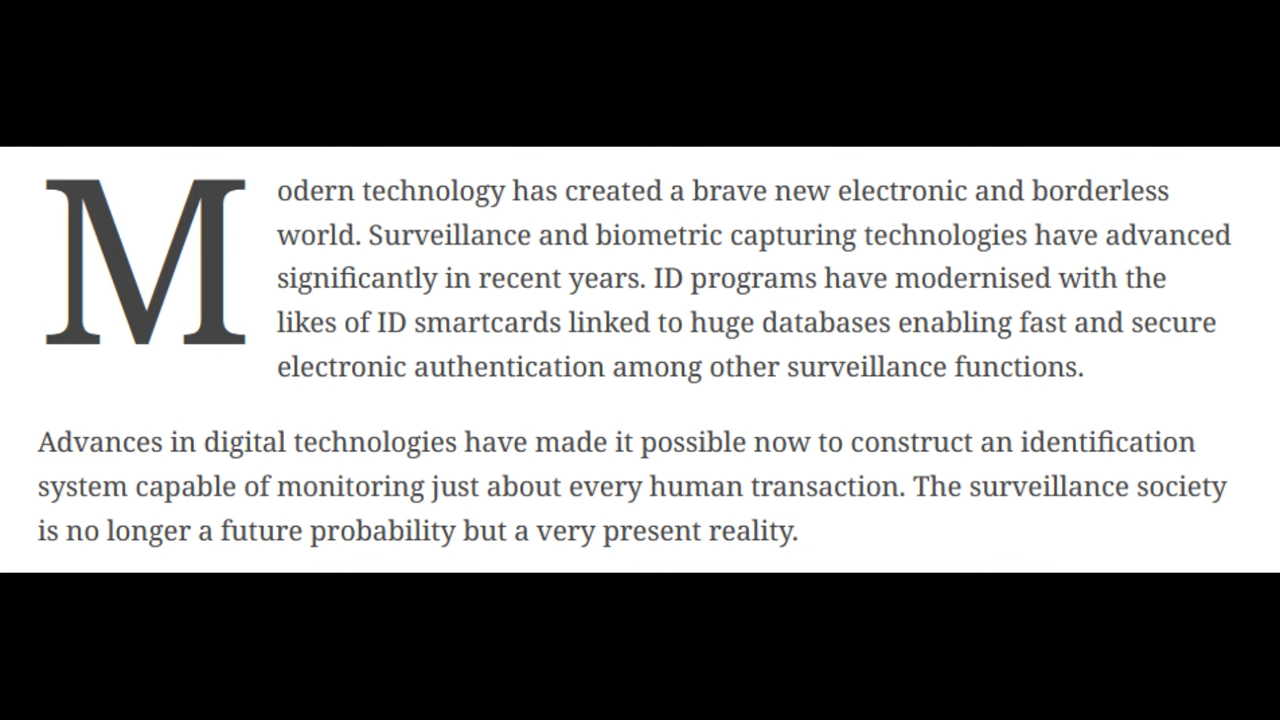 Modern technology has created a brave new electronic and borderless
world. Surveillance and biometric capturing technologies have advanced
significantly in recent years. ID programs have modernised with the
likes of ID smartcards linked to huge databases enabling fast and secure
electronic authentication among other surveillance functions.
Advances in digital technologies have made it possible now to construct an identification
system capable of monitoring just about every human transaction. The surveillance society
is no longer a future probability but a very present reality.